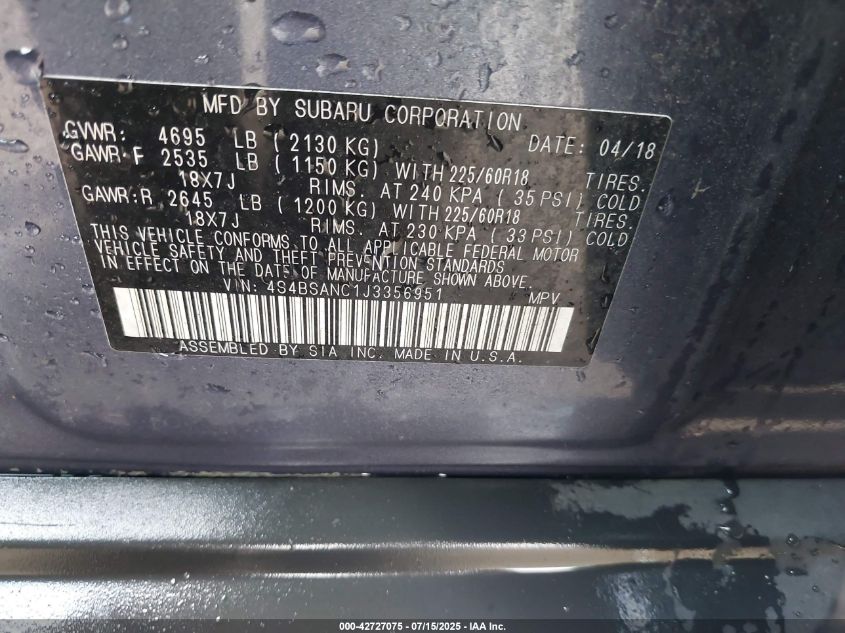 MFD BY SUBARU CORPORATION
GVWR: 4695 LB ( 2130 KG) DATE: 04/18
GAWR:F 2535 LB ( 1150 KG) WITH 225/60R18 TIRES.
18X7J RIMS. AT 240 KPA ( 35 PSI) COLD
GAWR:R 2645 LB ( 1200 KG) WITH 225/60R18 TIRES.
18X7J RIMS. AT 230 KPA ( 33 PSI) COLD
THIS VEHICLE CONFORMS TO ALL APPLICABLE FEDERAL MOTOR
VEHICLE SAFETY AND THEFT PREVENTION STANDARDS
IN EFFECT ON THE DATE OF MANUFACTURE SHOWN ABOVE.
VIN: 4S4BSANC1J3356951 MPV
ASSEMBLED BY SIA INC. MADE IN U.S.A.
000-42727075 - 07/15/2025 - IAA Inc.